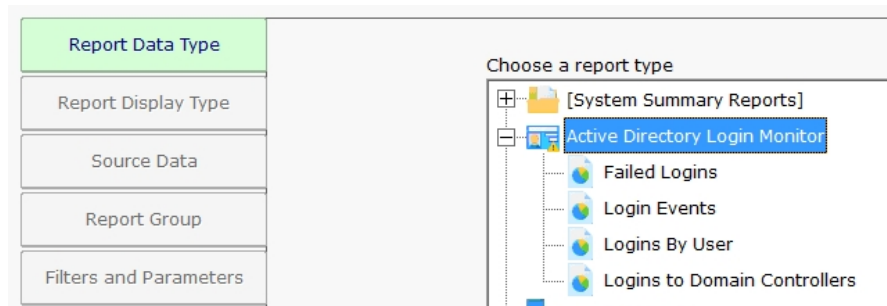 Report Data Type
Report Display Type
Source Data
Report Group
Filters and Parameters
Choose a report type
[System Summary Reports]
Active Directory Login Monitor
Failed Logins
Login Events
Logins By User
Logins to Domain Controllers